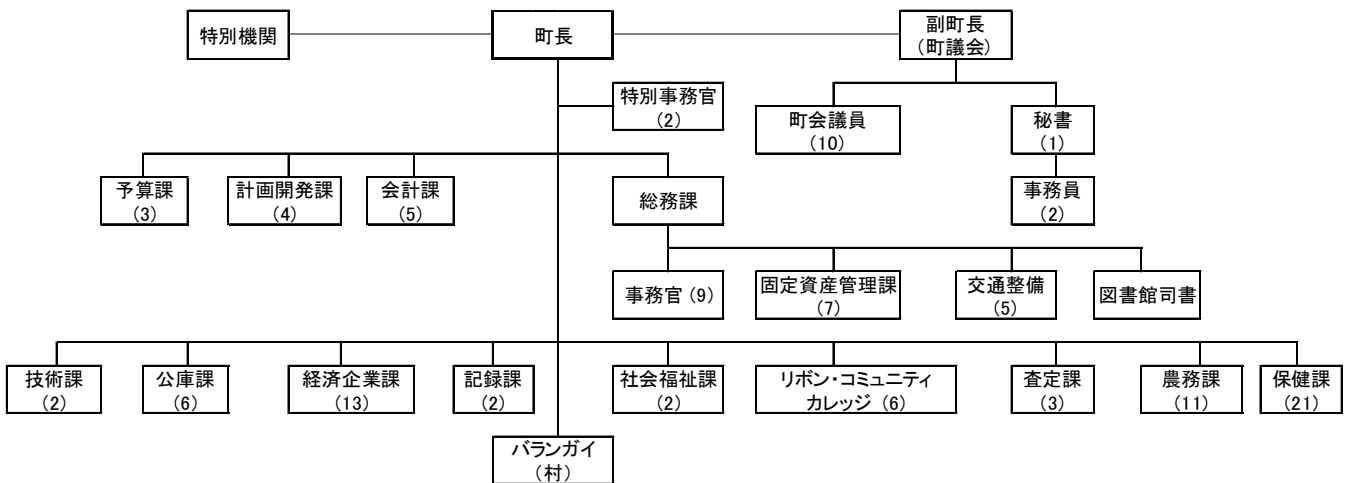 特別機関
町長
副町長
(町議会)
特別事務官
(2)
町会議員
(10)
秘書
(1)
予算課
(3)
計画開発課
(4)
会計課
(5)
総務課
事務員
(2)
事務官 (9)
固定資産管理課
(7)
交通整備
(5)
図書館司書
技術課
(2)
公庫課
(6)
経済企業課
(13)
記録課
(2)
社会福祉課
(2)
リボン・コミュニティ
カレッジ (6)
査定課
(3)
農務課
(11)
保健課
(21)
バランガイ
(村)